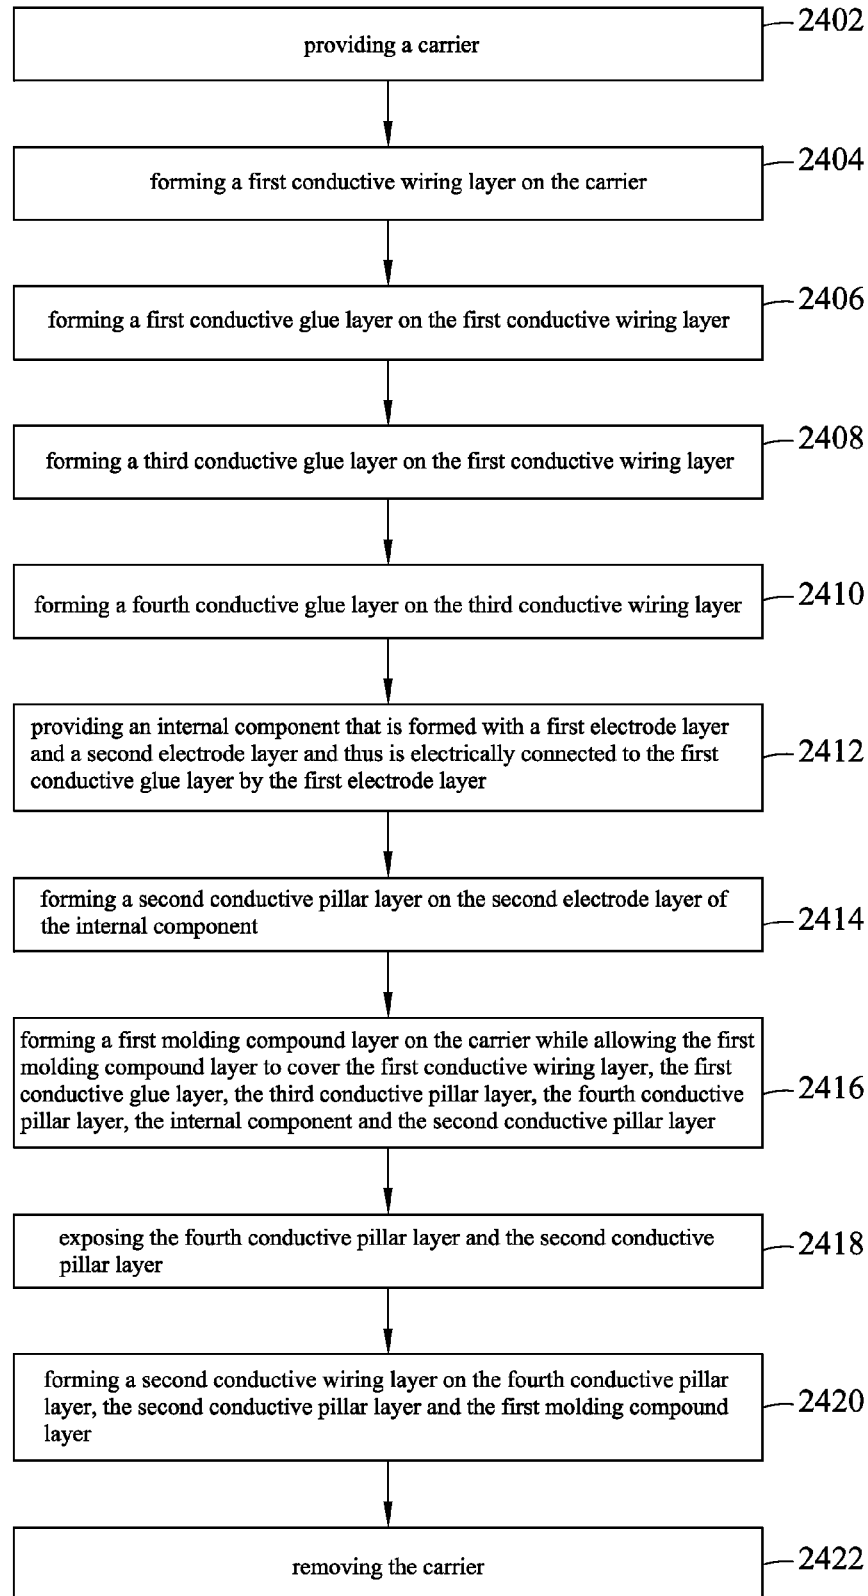 providing a carrier
2402
forming a first conductive wiring layer on the carrier
2404
forming a first conductive glue layer on the first conductive wiring layer
2406
forming a third conductive glue layer on the first conductive wiring layer
2408
forming a fourth conductive glue layer on the third conductive wiring layer
2410
providing an internal component that is formed with a first electrode layer
and a second electrode layer and thus is electrically connected to the first
conductive glue layer by the first electrode layer
2412
forming a second conductive pillar layer on the second electrode layer of
the internal component
2414
forming a first molding compound layer on the carrier while allowing the first
molding compound layer to cover the first conductive wiring layer, the first
conductive glue layer, the third conductive pillar layer, the fourth conductive
pillar layer, the internal component and the second conductive pillar layer
2416
exposing the fourth conductive pillar layer and the second conductive
pillar layer
2418
forming a second conductive wiring layer on the fourth conductive pillar
layer, the second conductive pillar layer and the first molding compound
layer
2420
removing the carrier
2422